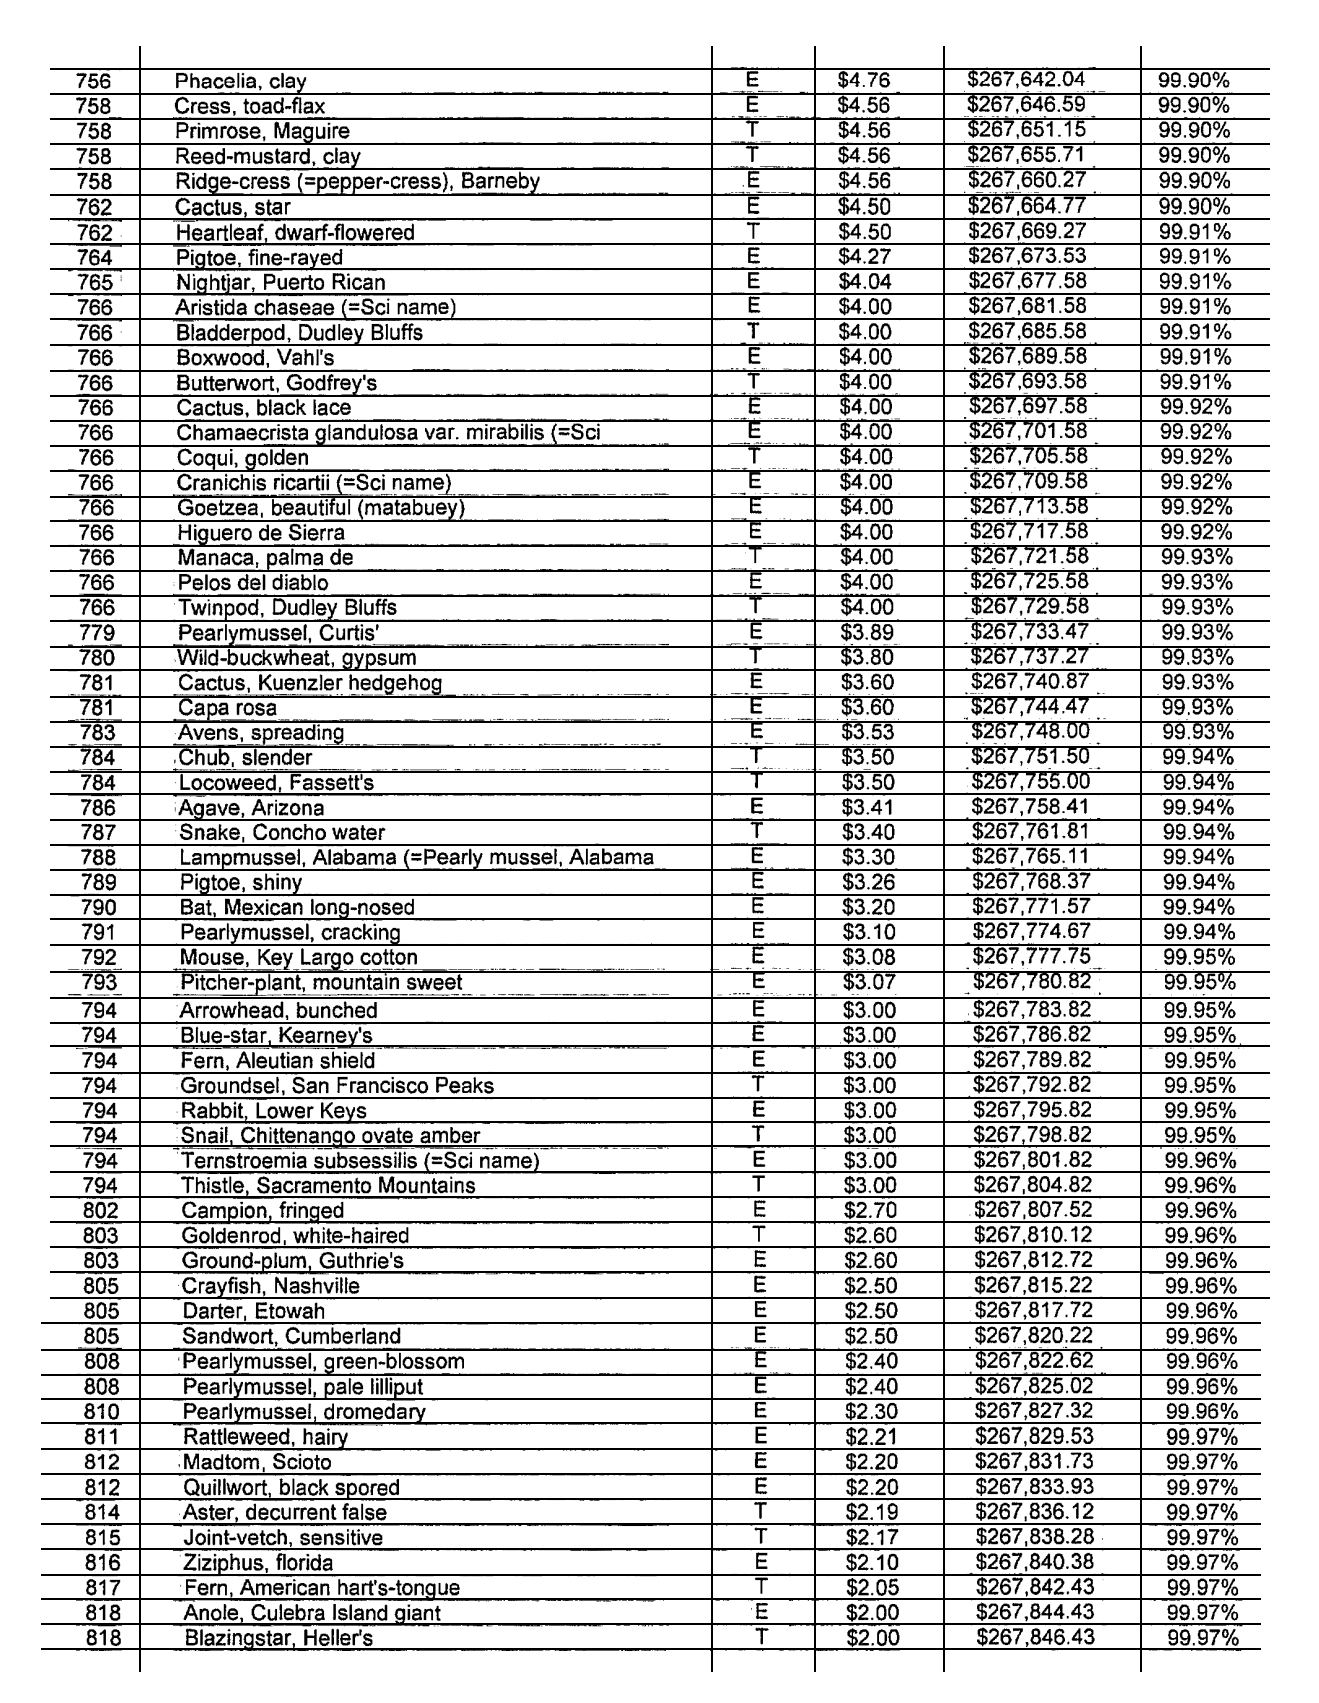 756 Phacelia, clay E $4.76 $267,642.04 99.90%
758 Cress, toad-flax E $4.56 $267,646.59 99.90%
758 Primrose, Maguire T $4.56 $267,651.15 99.90%
758 Reed-mustard, clay T $4.56 $267,655.71 99.90%
758 Ridge-cress (=pepper-cress), Barneby E $4.56 $267,660.27 99.90%
762 Cactus, star E $4.50 $267,664.77 99.90%
762 Heartleaf, dwarf-flowered T $4.50 $267,669.27 99.91%
764 Pigtoe, fine-rayed E $4.27 $267,673.53 99.91%
765 Nightjar, Puerto Rican E $4.04 $267,677.58 99.91%
766 Aristida chaseae (=Sci name) E $4.00 $267,681.58 99.91%
766 Bladderpod, Dudley Bluffs T $4.00 $267,685.58 99.91%
766 Boxwood, Vahl's E $4.00 $267,689.58 99.91%
766 Butterwort, Godfrey's T $4.00 $267,693.58 99.91%
766 Cactus, black lace E $4.00 $267,697.58 99.92%
766 Chamaecrista glandulosa var. mirabilis (=Sci E $4.00 $267,701.58 99.92%
766 Coqui, golden T $4.00 $267,705.58 99.92%
766 Cranichis ricartii (=Sci name) E $4.00 $267,709.58 99.92%
766 Goetzea, beautiful (matabuey) E $4.00 $267,713.58 99.92%
766 Higuero de Sierra E $4.00 $267,717.58 99.92%
766 Manaca, palma de T $4.00 $267,721.58 99.93%
766 Pelos del diablo E $4.00 $267,725.58 99.93%
766 Twinpod, Dudley Bluffs T $4.00 $267,729.58 99.93%
779 Pearlymussel, Curtis' E $3.89 $267,733.47 99.93%
780 Wild-buckwheat, gypsum T $3.80 $267,737.27 99.93%
781 Cactus, Kuenzler hedgehog E $3.60 $267,740.87 99.93%
781 Capa rosa E $3.60 $267,744.47 99.93%
783 Avens, spreading E $3.53 $267,748.00 99.93%
784 Chub, slender T $3.50 $267,751.50 99.94%
784 Locoweed, Fassett's T $3.50 $267,755.00 99.94%
786 Agave, Arizona E $3.41 $267,758.41 99.94%
787 Snake, Concho water T $3.40 $267,761.81 99.94%
788 Lampmussel, Alabama (=Pearly mussel, Alabama E $3.30 $267,765.11 99.94%
789 Pigtoe, shiny E $3.26 $267,768.37 99.94%
790 Bat, Mexican long-nosed E $3.20 $267,771.57 99.94%
791 Pearlymussel, cracking E $3.10 $267,774.67 99.94%
792 Mouse, Key Largo cotton E $3.08 $267,777.75 99.95%
793 Pitcher-plant, mountain sweet E $3.07 $267,780.82 99.95%
794 Arrowhead, bunched E $3.00 $267,783.82 99.95%
794 Blue-star, Kearney's E $3.00 $267,786.82 99.95%
794 Fern, Aleutian shield E $3.00 $267,789.82 99.95%
794 Groundsel, San Francisco Peaks T $3.00 $267,792.82 99.95%
794 Rabbit, Lower Keys E $3.00 $267,795.82 99.95%
794 Snail, Chittenango ovate amber T $3.00 $267,798.82 99.95%
794 Ternstroemia subsessilis (=Sci name) E $3.00 $267,801.82 99.96%
794 Thistle, Sacramento Mountains T $3.00 $267,804.82 99.96%
802 Campion, fringed E $2.70 $267,807.52 99.96%
803 Goldenrod, white-haired T $2.60 $267,810.12 99.96%
803 Ground-plum, Guthrie's E $2.60 $267,812.72 99.96%
805 Crayfish, Nashville E $2.50 $267,815.22 99.96%
805 Darter, Etowah E $2.50 $267,817.72 99.96%
805 Sandwort, Cumberland E $2.50 $267,820.22 99.96%
808 Pearlymussel, green-blossom E $2.40 $267,822.62 99.96%
808 Pearlymussel, pale lilliput E $2.40 $267,825.02 99.96%
810 Pearlymussel, dromedary E $2.30 $267,827.32 99.96%
811 Rattleweed, hairy E $2.21 $267,829.53 99.97%
812 Madtom, Scioto E $2.20 $267,831.73 99.97%
812 Quillwort, black spored E $2.20 $267,833.93 99.97%
814 Aster, decurrent false T $2.19 $267,836.12 99.97%
815 Joint-vetch, sensitive T $2.17 $267,838.28 99.97%
816 Ziziphus, florida E $2.10 $267,840.38 99.97%
817 Fern, American hart's-tongue T $2.05 $267,842.43 99.97%
818 Anole, Culebra Island giant E $2.00 $267,844.43 99.97%
818 Blazingstar, Heller's T $2.00 $267,846.43 99.97%